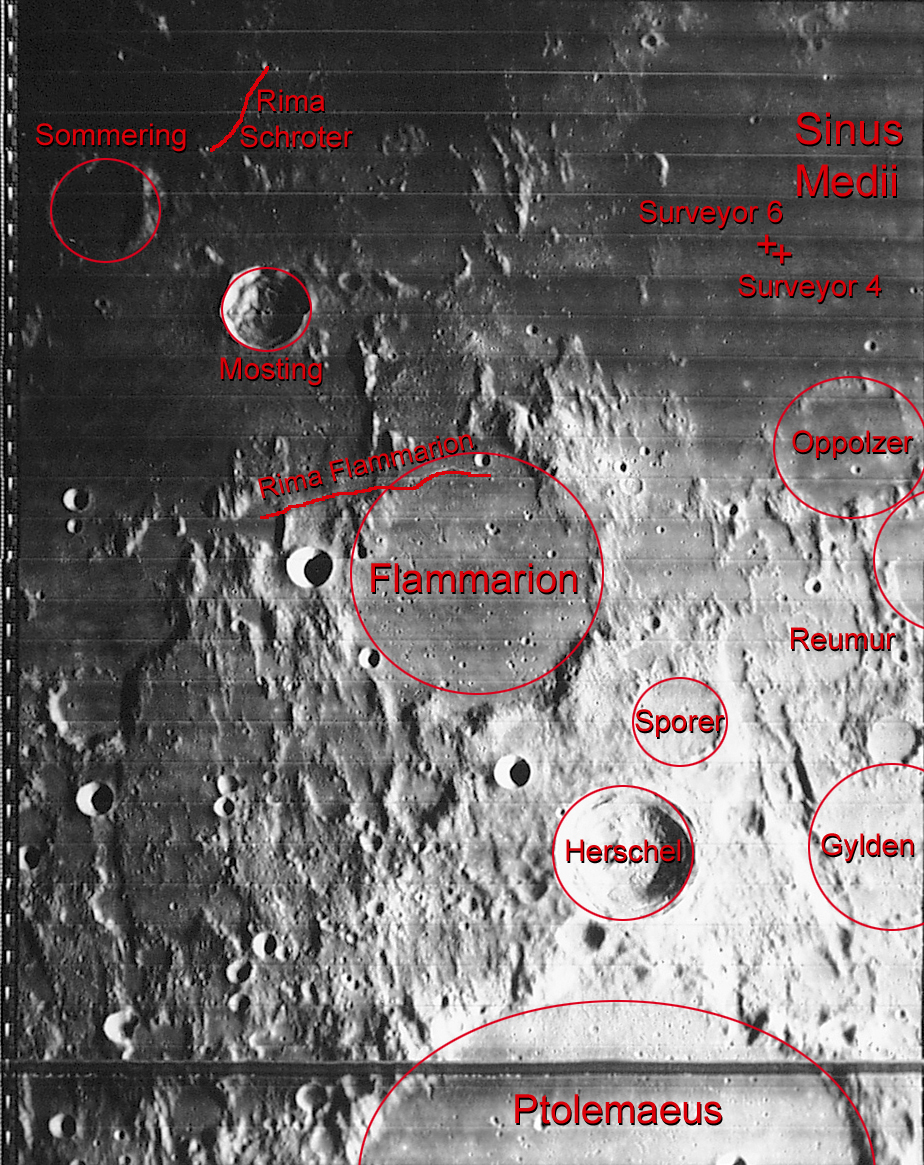 Rima
Schroter
Sommering
Sinus
Medii
Surveyor 6
Surveyor 4
Mosting
Oppolzer
Rima Flammarion
Flammarion
Reumur
Sporer
Herschel
Gylden
Ptolemaeus